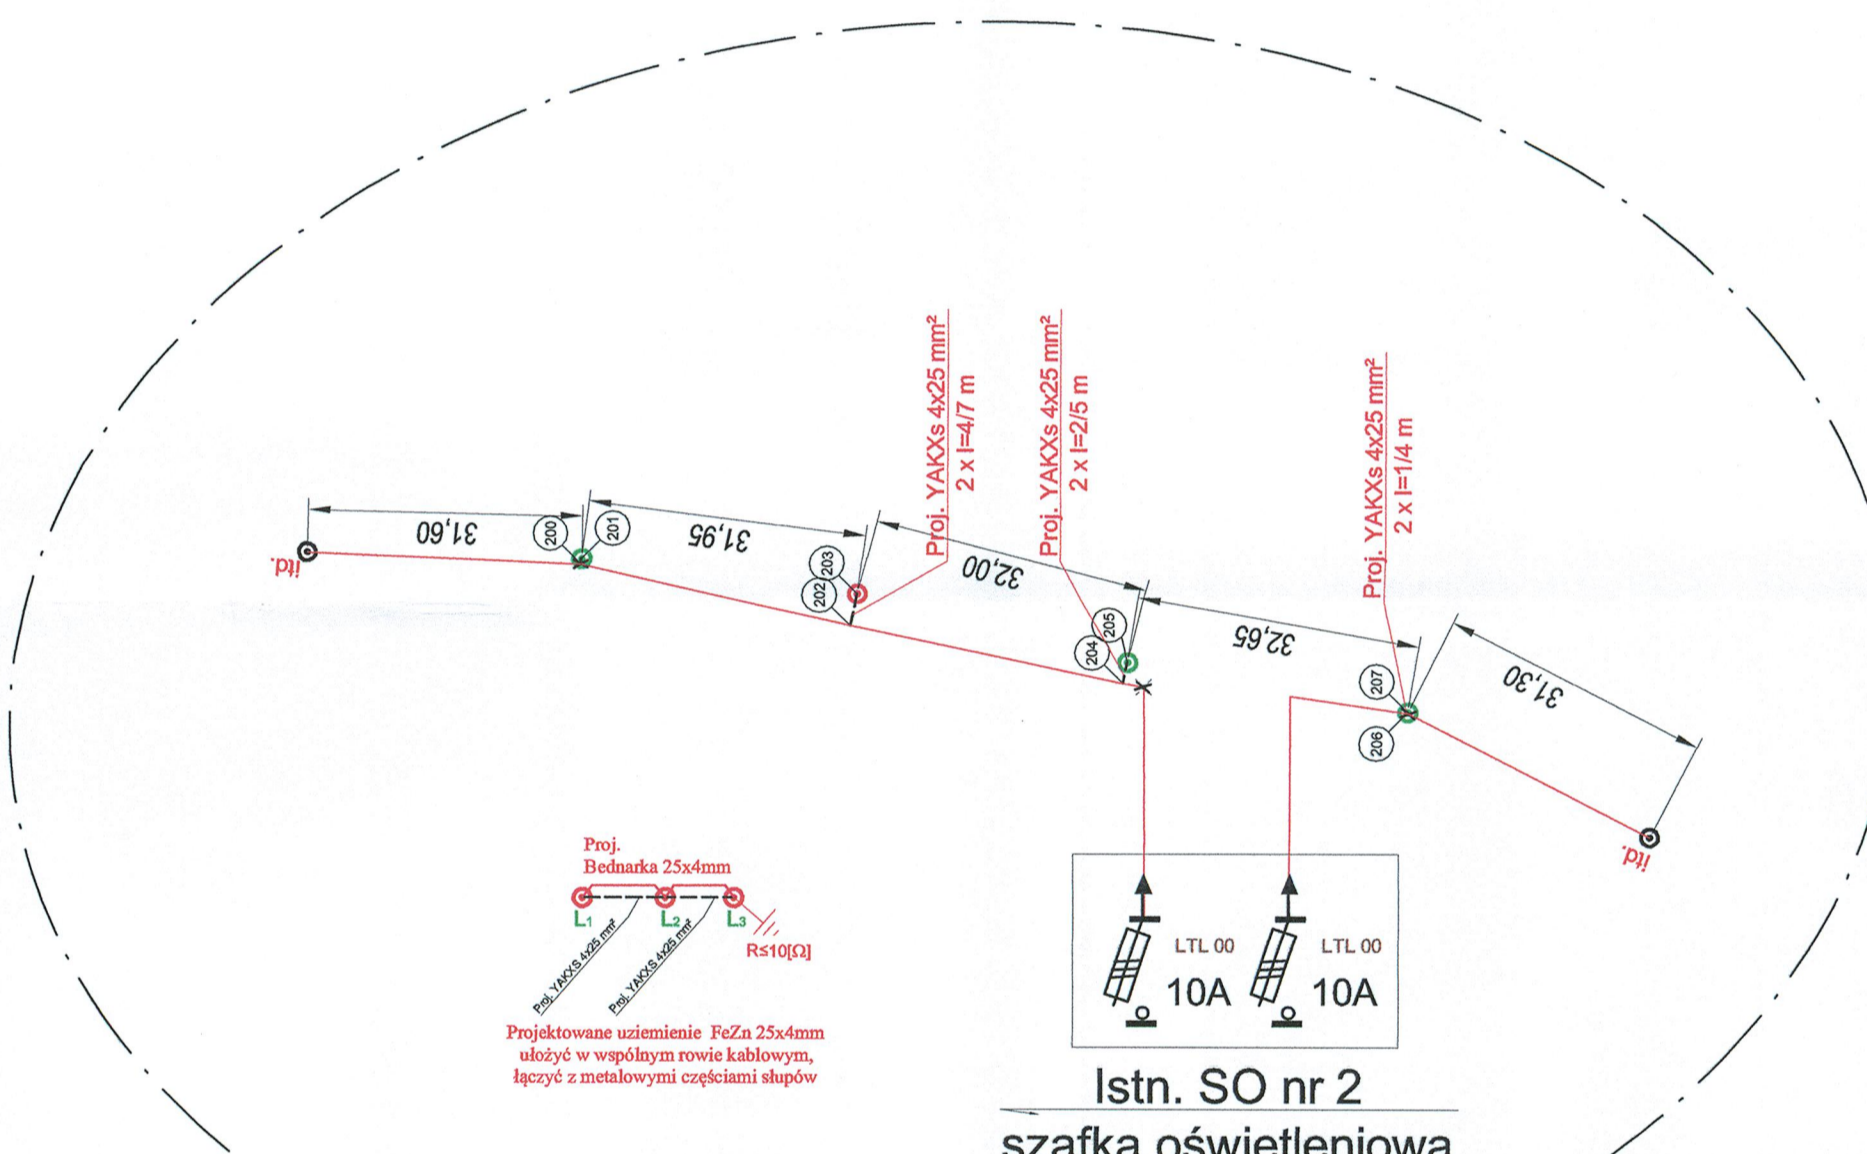 Proj. YAKXs 4x25 mm²
2 x l=4/7 m
Proj. YAKXs 4x25 mm²
2 x l=2/5 m
Proj. YAKXs 4x25 mm²
2 x l=1/4 m
31,60
31,95
32,00
32,65
31,30
200
201
202
203
204
205
206
207
itd.
itd.
Proj.
Bednarka 25x4mm
L1
L2
L3
R≤10[Ω]
Proj. YAKXS 4x25 mm²
Proj. YAKXS 4x25 mm²
Projektowane uziemienie FeZn 25x4mm
ułożyć w wspólnym rowie kablowym,
łączyć z metalowymi częściami słupów
LTL 00
10A
LTL 00
10A
Istn. SO nr 2
szafka oświetleniowa